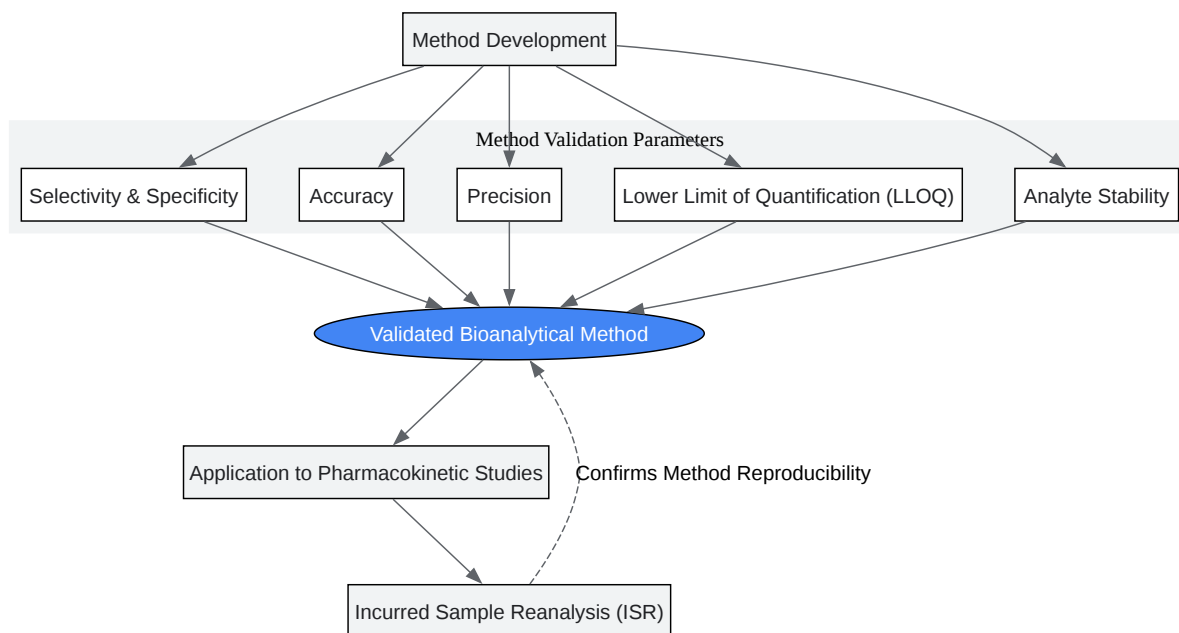 Method Development
Method Validation Parameters
Selectivity & Specificity
Accuracy
Precision
Lower Limit of Quantification (LLOQ)
Analyte Stability
Validated Bioanalytical Method
Application to Pharmacokinetic Studies
Confirms Method Reproducibility
Incurred Sample Reanalysis (ISR)